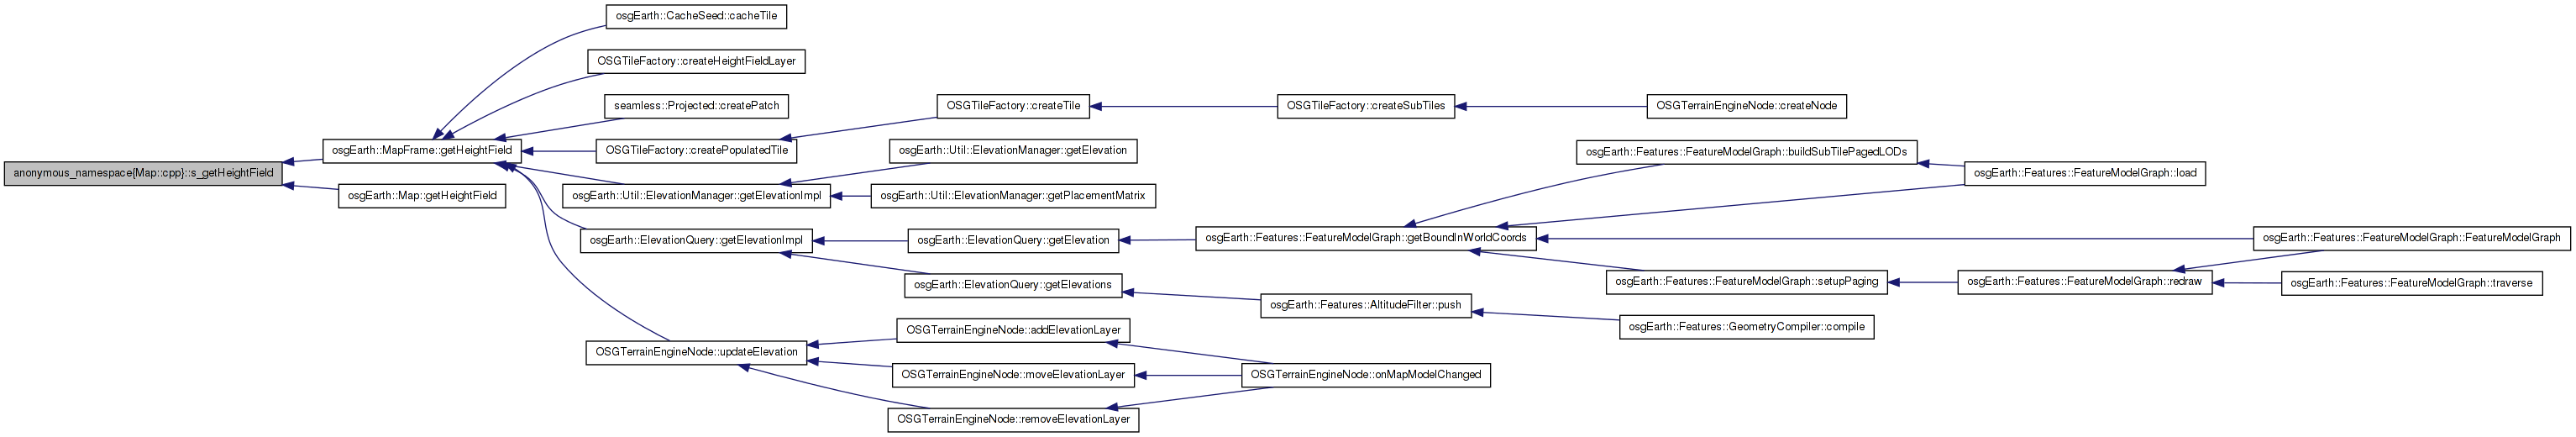 osgEarth::CacheSeed::cacheTile
OSGTileFactory::createHeightFieldLayer
seamless::Projected::createPatch
OSGTileFactory::createTile
OSGTileFactory::createSubTiles
OSGTerrainEngineNode::createNode
osgEarth::MapFrame::getHeightField
OSGTileFactory::createPopulatedTile
osgEarth::Util::ElevationManager::getElevation
osgEarth::Features::FeatureModelGraph::buildSubTilePagedLODs
anonymous_namespace{Map::cpp}::s_getHeightField
osgEarth::Features::FeatureModelGraph::load
osgEarth::Map::getHeightField
osgEarth::Util::ElevationManager::getElevationImpl
osgEarth::Util::ElevationManager::getPlacementMatrix
osgEarth::ElevationQuery::getElevationImpl
osgEarth::ElevationQuery::getElevation
osgEarth::Features::FeatureModelGraph::getBoundInWorldCoords
osgEarth::Features::FeatureModelGraph::FeatureModelGraph
osgEarth::ElevationQuery::getElevations
osgEarth::Features::FeatureModelGraph::setupPaging
osgEarth::Features::FeatureModelGraph::redraw
osgEarth::Features::FeatureModelGraph::traverse
osgEarth::Features::AltitudeFilter::push
osgEarth::Features::GeometryCompiler::compile
OSGTerrainEngineNode::addElevationLayer
OSGTerrainEngineNode::updateElevation
OSGTerrainEngineNode::moveElevationLayer
OSGTerrainEngineNode::onMapModelChanged
OSGTerrainEngineNode::removeElevationLayer